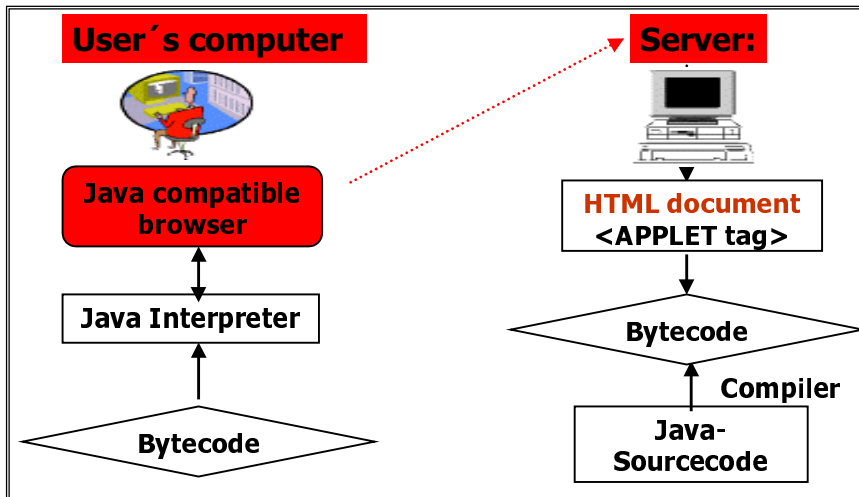 User´s computer
Server:
Java compatible
browser
HTML document
<APPLET tag>
Java Interpreter
Bytecode
Compiler
Bytecode
Java-
Sourcecode